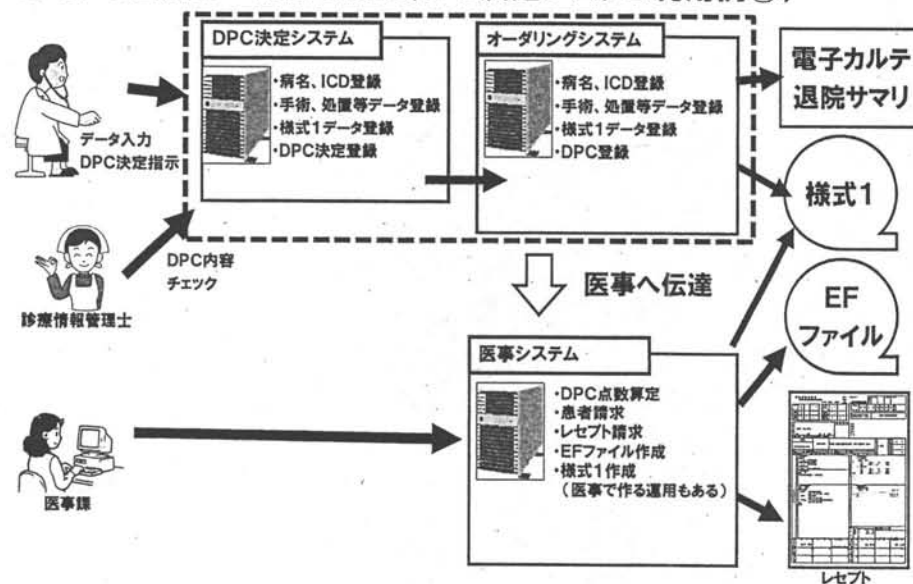 DPC決定システム
・病名、ICD登録
・手術、処置等データ登録
・様式1データ登録
・DPC決定登録
オーダリングシステム
・病名、ICD登録
・手術、処置等データ登録
・様式1データ登録
・DPC登録
電子カルテ
退院サマリ
データ入力
DPC決定指示
様式1
DPC内容
チェック
診療情報管理士
医事へ伝達
EF
ファイル
医事システム
・DPC点数算定
・患者請求
・レセプト請求
・EFファイル作成
・様式1作成
（医事で作る運用もある）
医事課
レセプト